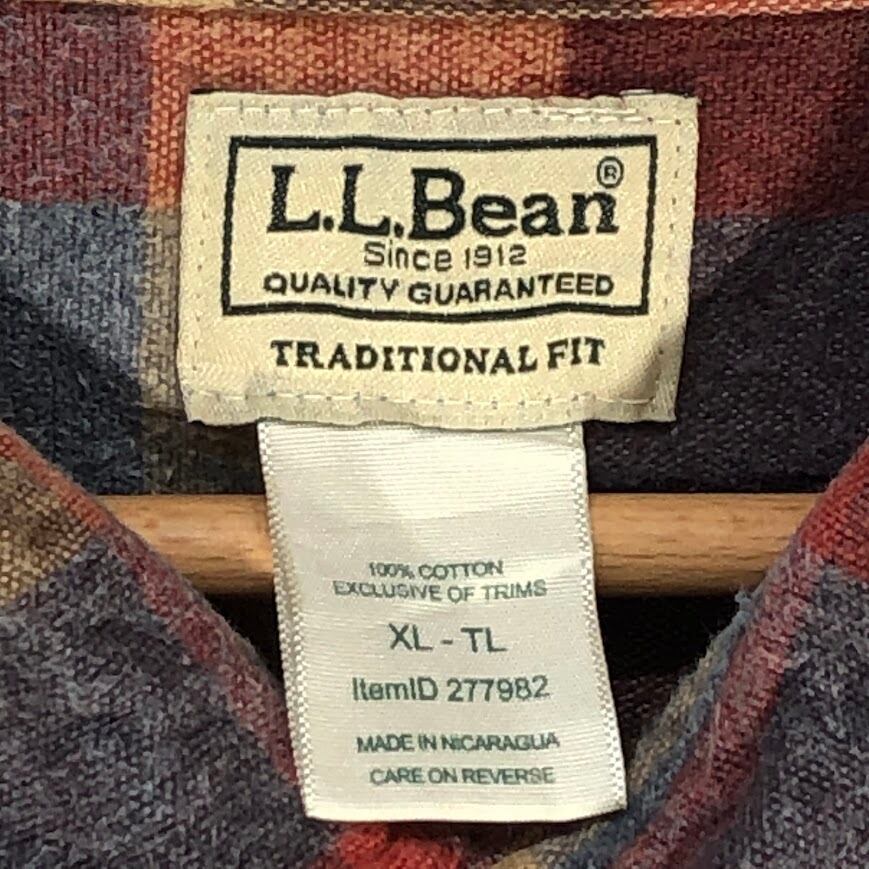 L.L.Bean®
Since 1912
QUALITY GUARANTEED
TRADITIONAL FIT
100% COTTON
EXCLUSIVE OF TRIMS
XL - TL
ItemID 277982
MADE IN NICARAGUA
CARE ON REVERSE